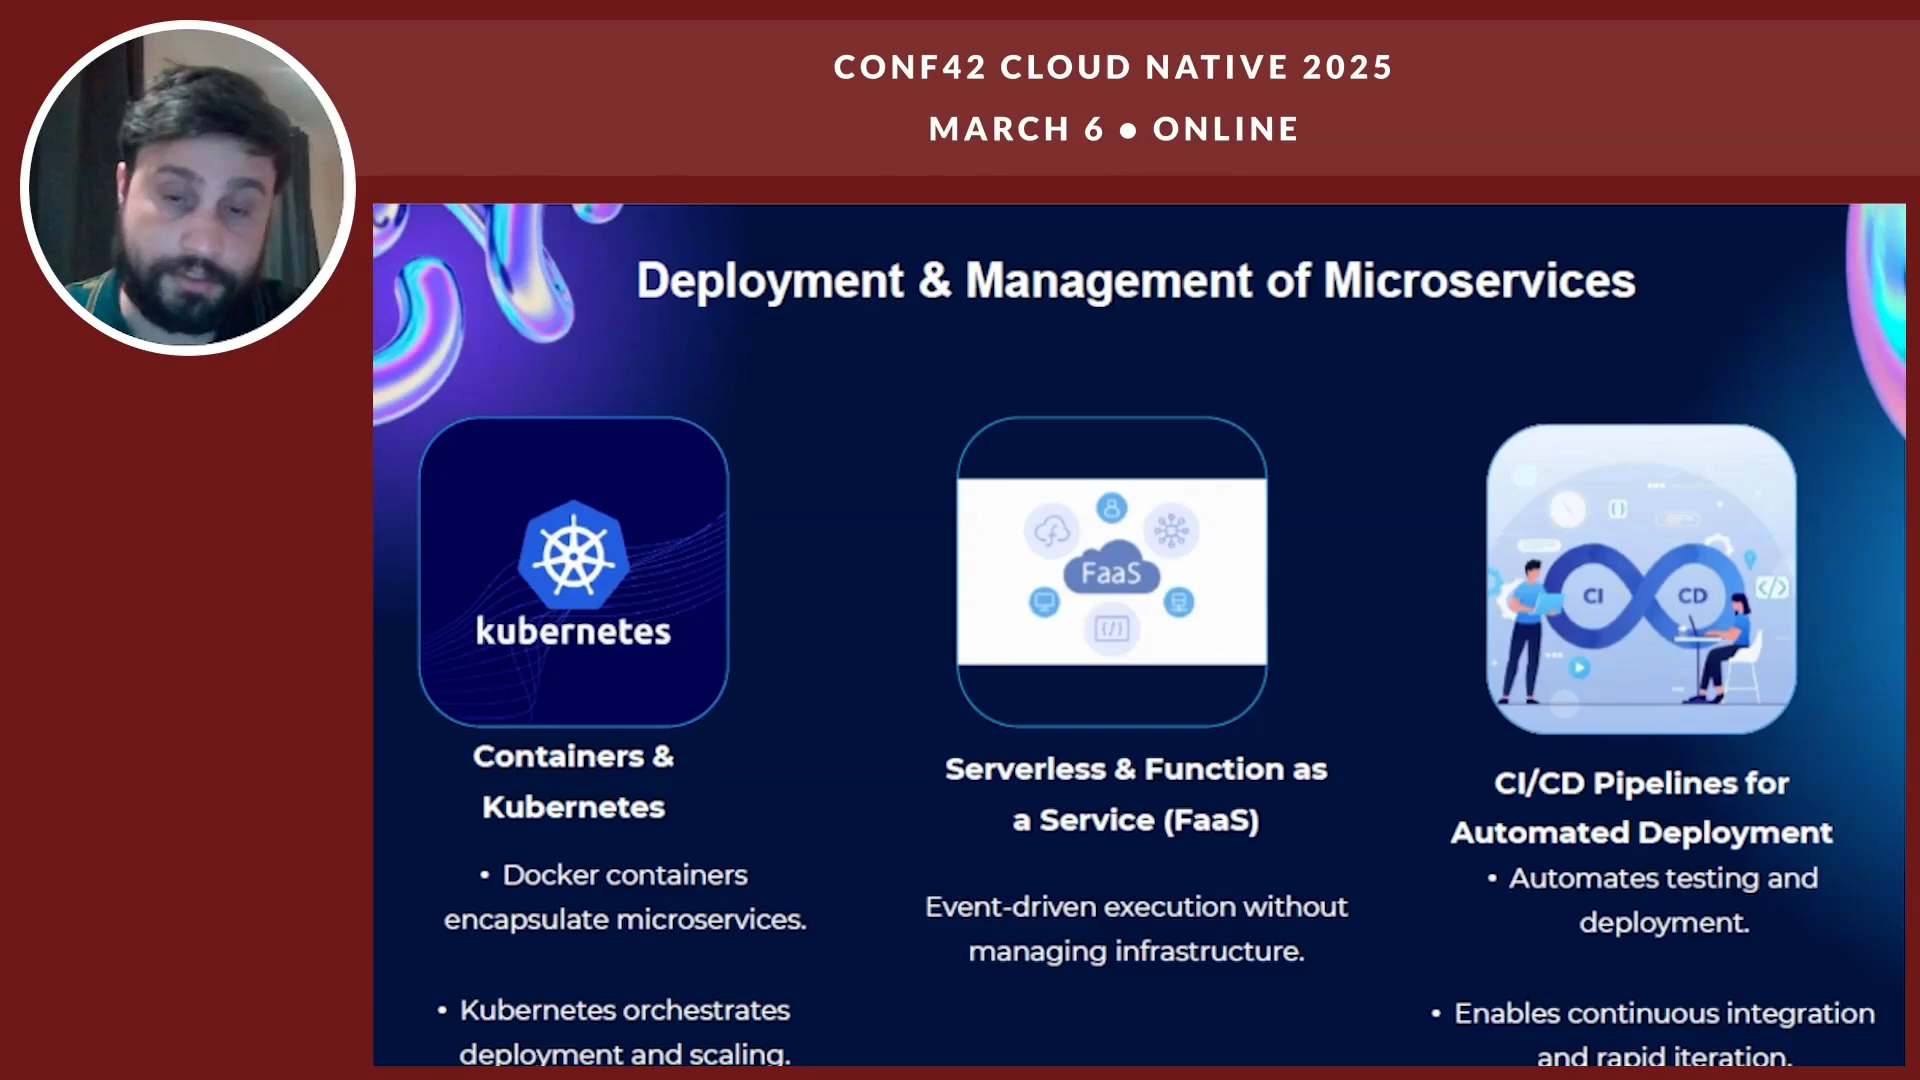 CONF42 CLOUD NATIVE 2025
MARCH 6 • ONLINE
Deployment & Management of Microservices
kubernetes
Containers &
Kubernetes
• Docker containers
encapsulate microservices.
• Kubernetes orchestrates
deployment and scaling.
FaaS
Serverless & Function as
a Service (FaaS)
Event-driven execution without
managing infrastructure.
CI CD
CI/CD Pipelines for
Automated Deployment
• Automates testing and
deployment.
• Enables continuous integration
and rapid iteration.